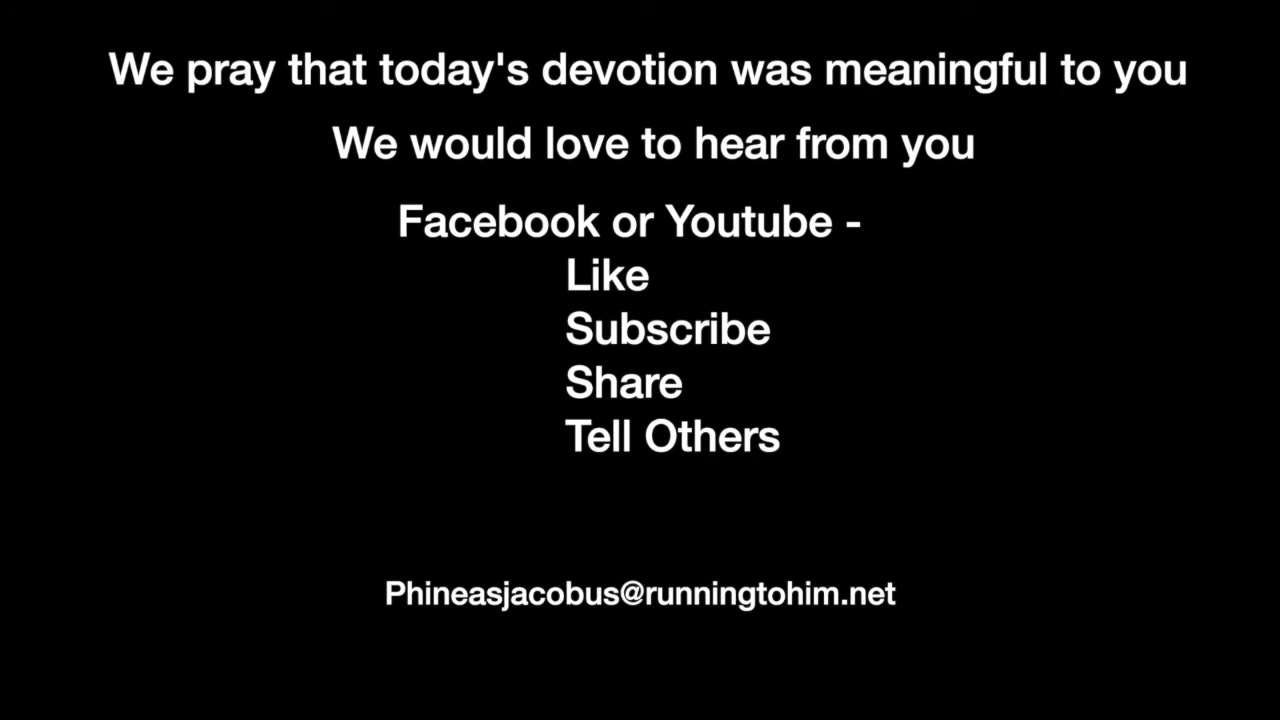 We pray that today's devotion was meaningful to you
We would love to hear from you
Facebook or Youtube -
Like
Subscribe
Share
Tell Others
Phineasjacobus@runningtohim.net